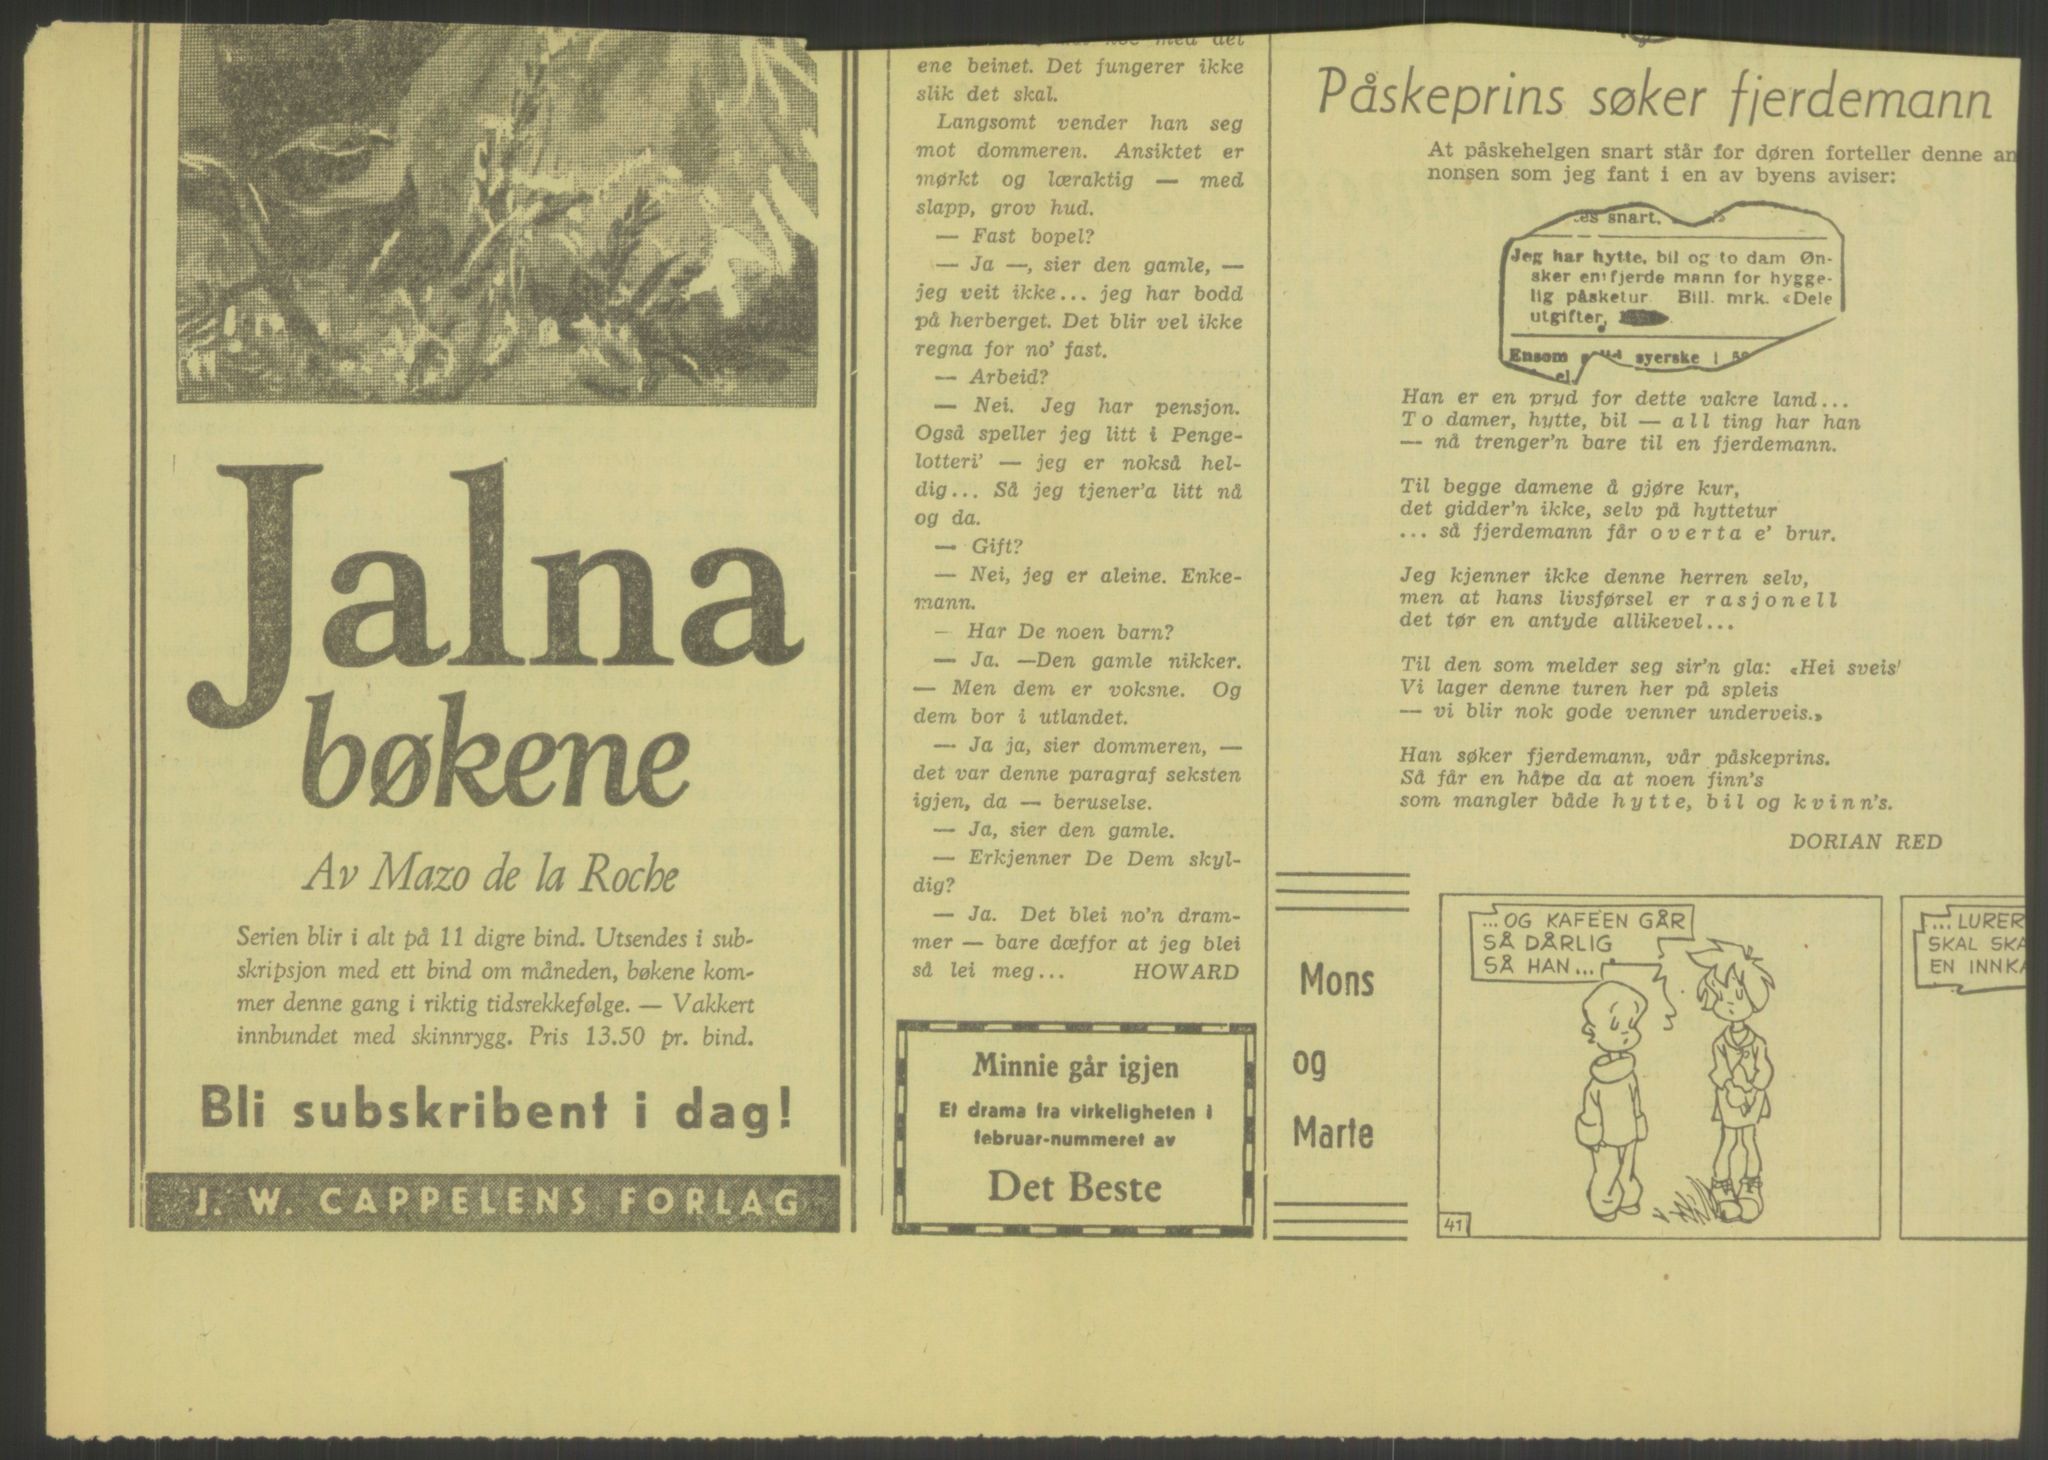 Jalna
bøkene
Av Mazo de la Roche
Serien blir i alt på 11 digre bind. Utsendes i sub-
skripsjon med ett bind om måneden, bøkene kom-
mer denne gang i riktig tidsrekkefølge. — Vakkert
innbundet med skinnrygg. Pris 13.50 pr. bind.
Bli subskribent i dag!
J. W. CAPPELENS FORLAG
med det
ene beinet. Det fungerer ikke
slik det skal.
Langsomt vender han seg
mot dommeren. Ansiktet er
mørkt og læraktig — med
slapp, grov hud.
— Fast bopel?
— Ja —, sier den gamle, —
jeg veit ikke... jeg har bodd
på herberget. Det blir vel ikke
regna for no' fast.
— Arbeid?
— Nei. Jeg har pensjon.
Også speller jeg litt i Penge-
lotteri' — jeg er nokså hel-
dig... Så jeg tjener'a litt nå
og da.
— Gift?
— Nei, jeg er aleine. Enke-
mann.
— Har De noen barn?
— Ja. —Den gamle nikker.
— Men dem er voksne. Og
dem bor i utlandet.
— Ja ja, sier dommeren, —
det var denne paragraf seksten
igjen, da — beruselse.
— Ja, sier den gamle.
— Erkjenner De Dem skyl-
dig?
— Ja. Det blei no'n dram-
mer — bare dæffor at jeg blei
så lei meg... HOWARD
Minnie går igjen
Et drama fra virkeligheten i
februar-nummeret av
Det Beste
Påskeprins søker fjerdemann
At påskehelgen snart står for døren forteller denne an
nonsen som jeg fant i en av byens aviser:
snart.
Jeg har hytte, bil og to dam Øn-
sker en fjerde mann for hygge-
lig påsketur. Bill. mrk. «Dele
utgifter,
Ensom syerske i
Han er en pryd for dette vakre land...
To damer, hytte, bil — all ting har han
— nå trenger'n bare til en fjerdemann.
Til begge damene å gjøre kur,
det gidder'n ikke, selv på hyttetur
... så fjerdemann får overta e' brur.
Jeg kjenner ikke denne herren selv,
men at hans livsførsel er rasjonell
det tør en antyde allikevel...
Til den som melder seg sir'n gla: «Hei sveis!
Vi lager denne turen her på spleis
— vi blir nok gode venner underveis.»
Han søker fjerdemann, vår påskeprins.
Så får en håpe da at noen finn's
som mangler både hytte, bil og kvinn's.
DORIAN RED
Mons
og
Marte
...OG KAFEEN GÅR
SÅ DÅRLIG
SÅ HAN...
41
...LURER
SKAL SKA
EN INNKA